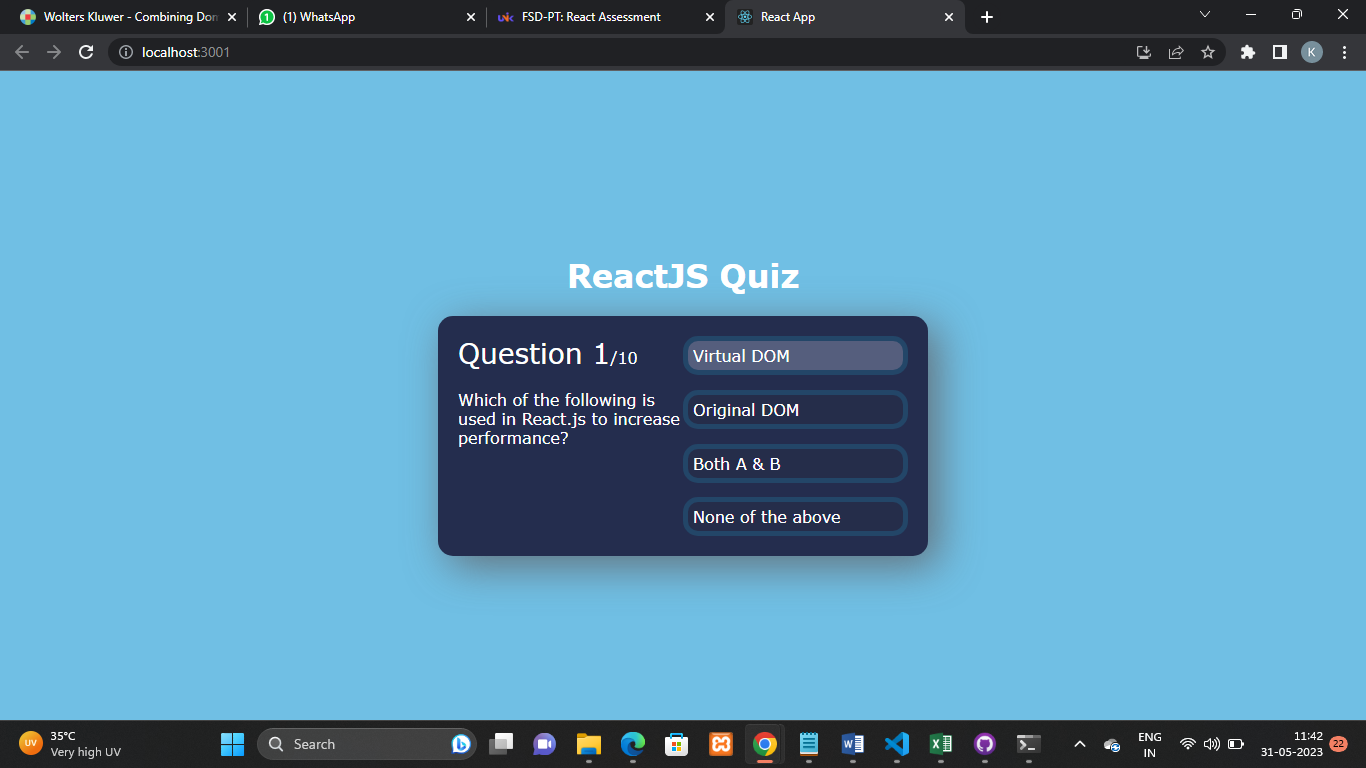 Wolters Kluwer - Combining Dom
(1) WhatsApp
FSD-PT: React Assessment
React App
localhost:3001
K
ReactJS Quiz
Question 1/10
Which of the following is
used in React.js to increase
performance?
Virtual DOM
Original DOM
Both A & B
None of the above
UV
35°C
Very high UV
Search
ENG
IN
11:42
31-05-2023
22